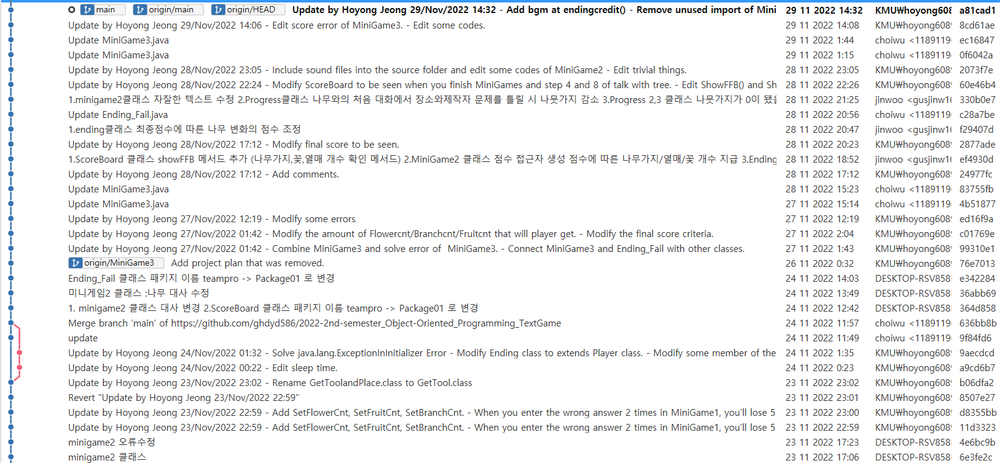 main origin/main origin/HEAD Update by Hoyong Jeong 29/Nov/2022 14:32 - Add bgm at endingcredit() - Remove unused import of Mini 29 11 2022 14:32 KMU₩hoyong608 a81cad1
Update by Hoyong Jeong 29/Nov/2022 14:06 - Edit score error of MiniGame3. - Edit some codes. 29 11 2022 14:08 KMU₩hoyong608 8cd61ae
Update MiniGame3.java 29 11 2022 1:44 choiwu <1189119 ec16847
Update MiniGame3.java 29 11 2022 1:15 choiwu <1189119 0f6042a
Update by Hoyong Jeong 28/Nov/2022 23:05 - Include sound files into the source folder and edit some codes of MiniGame2 - Edit trivial things. 28 11 2022 23:05 KMU₩hoyong608 2073f7e
Update by Hoyong Jeong 28/Nov/2022 22:24 - Modify ScoreBoard to be seen when you finish MiniGames and step 4 and 8 of talk with tree. - Edit ShowFFB() and Sh 28 11 2022 22:26 KMU₩hoyong608 60e46b4
1.minigame2클래스 자잘한 텍스트 수정 2.Progress클래스 나무와의 처음 대화에서 장소와제작자 문제를 틀릴 시 나뭇가지 감소 3.Progress 2,3 클래스 나뭇가지가 0이 됐을 28 11 2022 21:25 jinwoo <gusjinw1 330b0e7
Update Ending_Fail.java 28 11 2022 20:56 choiwu <1189119 c28a7be
1.ending클래스 최종점수에 따른 나무 변화의 점수 조정 28 11 2022 20:47 jinwoo <gusjinw1 f29407d
Update by Hoyong Jeong 28/Nov/2022 17:12 - Modify final score to be seen. 28 11 2022 20:23 KMU₩hoyong608 2877ade
1.ScoreBoard 클래스 showFFB 메서드 추가 (나무가지,꽃,열매 개수 확인 메서드) 2.MiniGame2 클래스 점수 접근자 생성 점수에 따른 나무가지/열매/꽃 개수 지급 3.Ending 28 11 2022 18:52 jinwoo <gusjinw1 ef4930d
Update by Hoyong Jeong 28/Nov/2022 17:12 - Add comments. 28 11 2022 17:12 KMU₩hoyong608 24977fc
Update MiniGame3.java 28 11 2022 15:23 choiwu <1189119 83755fb
Update MiniGame3.java 27 11 2022 15:14 choiwu <1189119 4b51877
Update by Hoyong Jeong 27/Nov/2022 12:19 - Modify some errors 27 11 2022 12:19 KMU₩hoyong608 ed16f9a
Update by Hoyong Jeong 27/Nov/2022 01:42 - Modify the amount of Flowercnt/Branchcnt/Fruitcnt that will player get. - Modify the final score criteria. 27 11 2022 2:04 KMU₩hoyong608 c01769e
Update by Hoyong Jeong 27/Nov/2022 01:42 - Combine MiniGame3 and solve error of MiniGame3. - Connect MiniGame3 and Ending_Fail with other classes. 27 11 2022 1:43 KMU₩hoyong608 99310e1
origin/MiniGame3 Add project plan that was removed. 26 11 2022 0:32 KMU₩hoyong608 76e7013
Ending_Fail 클래스 패키지 이름 teampro -> Package01 로 변경 24 11 2022 14:03 DESKTOP-RSV858 e342284
미니게임2 클래스 :나무 대사 수정 24 11 2022 13:49 DESKTOP-RSV858 36abb69
1. minigame2 클래스 대사 변경 2.ScoreBoard 클래스 패키지 이름 teampro -> Package01 로 변경 24 11 2022 12:42 DESKTOP-RSV858 364d858
Merge branch 'main' of https://github.com/ghdyd586/2022-2nd-semester_Object-Oriented_Programming_TextGame 24 11 2022 11:57 choiwu <1189119 636bb8b
update 24 11 2022 11:49 choiwu <1189119 9f84fd6
Update by Hoyong Jeong 24/Nov/2022 01:32 - Solve java.lang.ExceptionInInitializer Error - Modify Ending class to extends Player class. - Modify some member of the 24 11 2022 1:35 KMU₩hoyong608 9aecdcd
Update by Hoyong Jeong 24/Nov/2022 00:22 - Edit sleep time. 24 11 2022 0:23 KMU₩hoyong608 a9cd6b7
Update by Hoyong Jeong 23/Nov/2022 23:02 - Rename GetToolandPlace.class to GetTool.class 23 11 2022 23:02 KMU₩hoyong608 b06dfa2
Revert "Update by Hoyong Jeong 23/Nov/2022 22:59" 23 11 2022 23:01 KMU₩hoyong608 8507e27
Update by Hoyong Jeong 23/Nov/2022 22:59 - Add SetFlowerCnt, SetFruitCnt, SetBranchCnt. - When you enter the wrong answer 2 times in MiniGame1, you'll lose 5 23 11 2022 23:00 KMU₩hoyong608 d8355bb
Update by Hoyong Jeong 23/Nov/2022 22:59 - Add SetFlowerCnt, SetFruitCnt, SetBranchCnt. - When you enter the wrong answer 2 times in MiniGame1, you'll lose 5 23 11 2022 22:59 KMU₩hoyong608 11d3323
minigame2 오류수정 23 11 2022 17:23 DESKTOP-RSV858 4e6bc9b
minigame2 클래스 23 11 2022 17:06 DESKTOP-RSV858 6e3fe2c